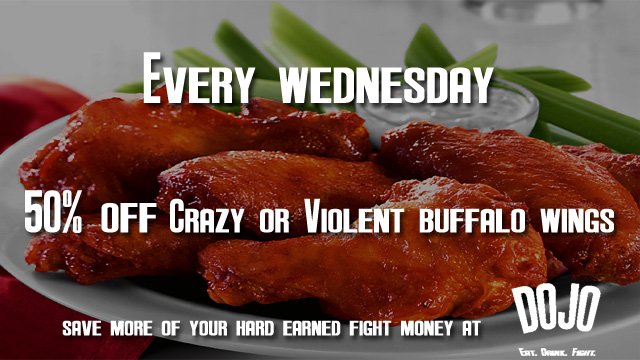 Every wednesday
50% off Crazy or Violent buffalo wings
save more of your hard earned fight money at
DOJO
Eat. Drink. Fight.